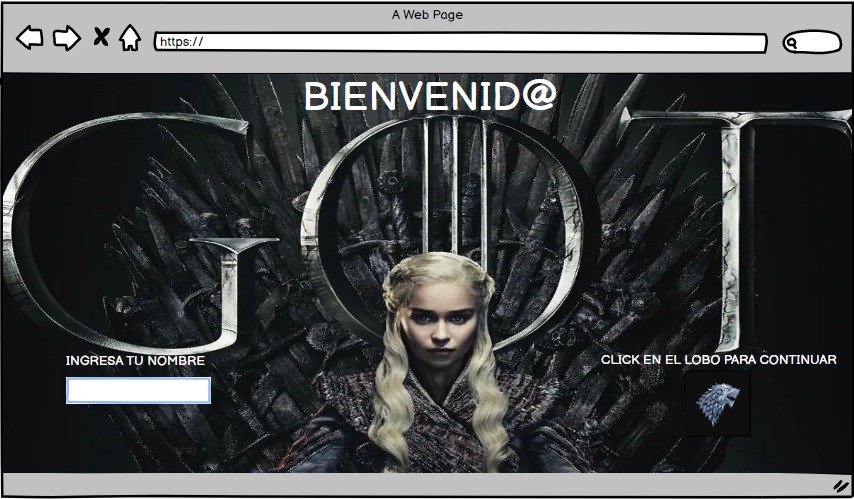 A Web Page
https://
BIENVENID@
GOT
INGRESA TU NOMBRE
CLICK EN EL LOBO PARA CONTINUAR